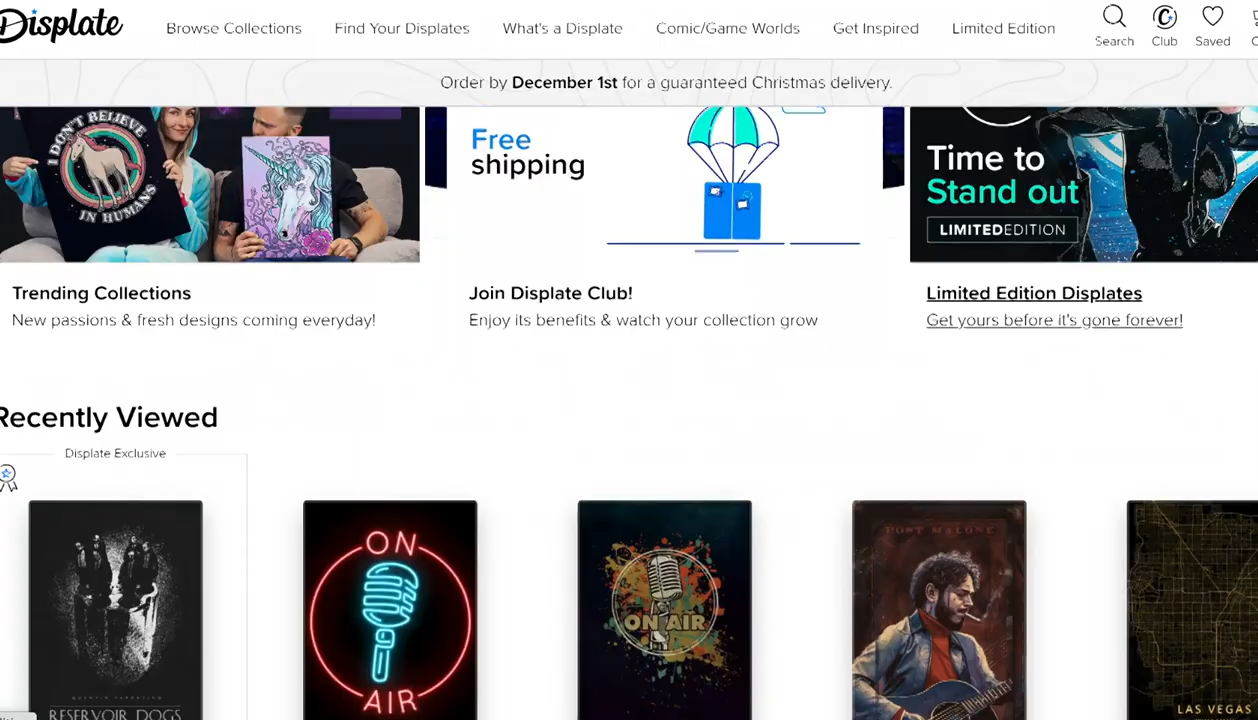 Displate
Browse Collections
Find Your Displates
What's a Displate
Comic/Game Worlds
Get Inspired
Limited Edition
Search
Club
Saved
Order by December 1st for a guaranteed Christmas delivery.
I DON'T BELIEVE
IN HUMANS
Free
shipping
Time to
Stand out
LIMITEDEDITION
Trending Collections
New passions & fresh designs coming everyday!
Join Displate Club!
Enjoy its benefits & watch your collection grow
Limited Edition Displates
Get yours before it's gone forever!
Recently Viewed
Displate Exclusive
QUENTIN TARANTINO
RESERVOIR DOGS
ON
AIR
ON AIR
POST MALONE
LAS VEGAS